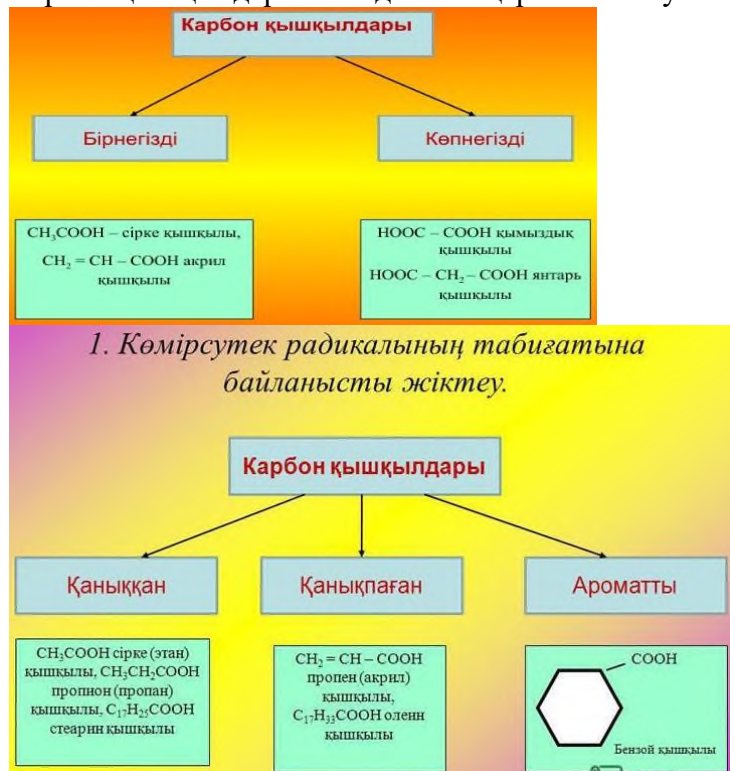 Карбон қышқылдары
Бірнегізді
Көпнегізді
CH₃COOH – сірке қышқылы,
CH₂ = CH – COOH акрил
қышқылы
HOOC – COOH қымыздық
қышқылы
HOOC – CH₂ – COOH янтарь
қышқылы
1. Көмірсутек радикалының табиғатына
байланысты жіктеу.
Карбон қышқылдары
Қаныққан
Қанықпаған
Ароматты
CH₃COOH сірке (этан)
қышқылы, CH₃CH₂COOH
пропион (пропан)
қышқылы, C₁₇H₂₅COOH
стеарин қышқылы
CH₂ = CH – COOH
пропен (акрил)
қышқылы,
C₁₇H₃₃COOH олеин
қышқылы
COOH
Бензой қышқылы